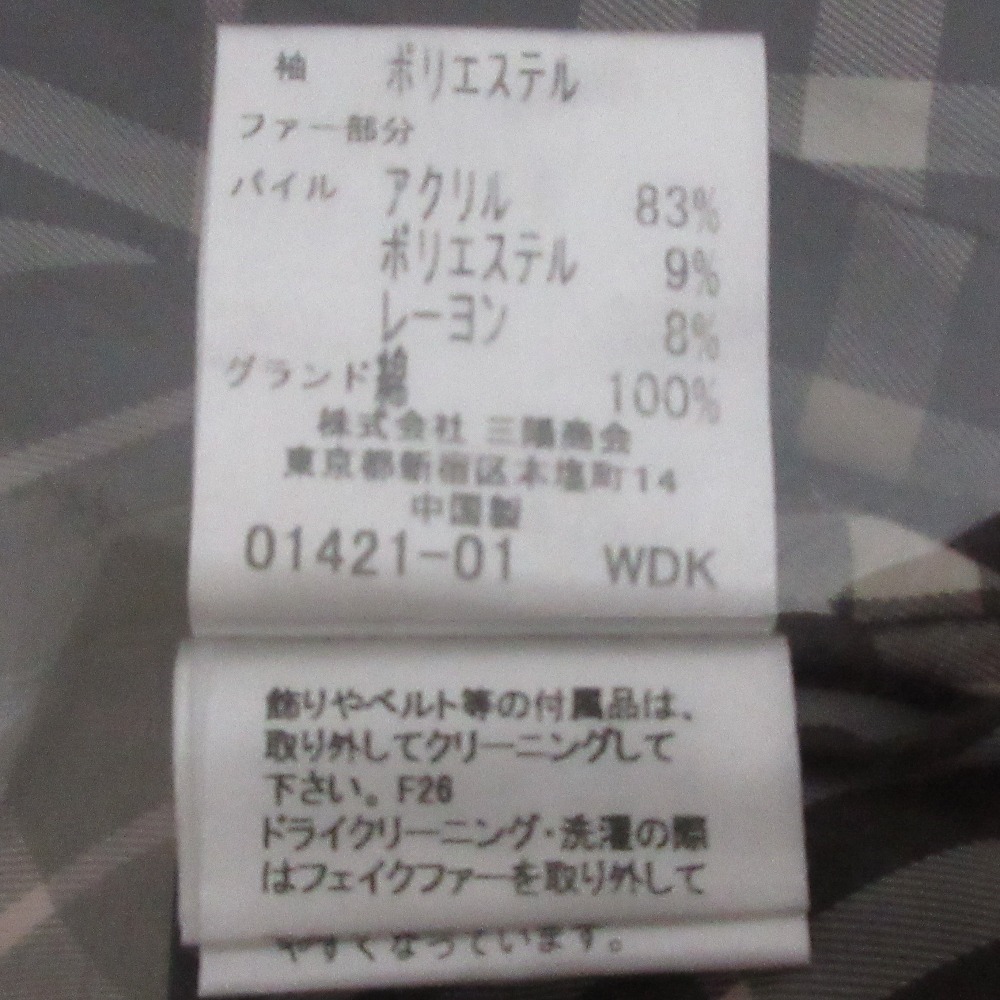 袖 ポリエステル
ファー部分
パイル アクリル 83%
ポリエステル 9%
レーヨン 8%
グランド 綿 100%
株式会社 三陽商会
東京都新宿区本塩町14
中国製
01421-01 WDK
飾りやベルト等の付属品は、
取り外してクリーニングして
下さい。F26
ドライクリーニング・洗濯の際
はフェイクファーを取り外して
やすくなっています。